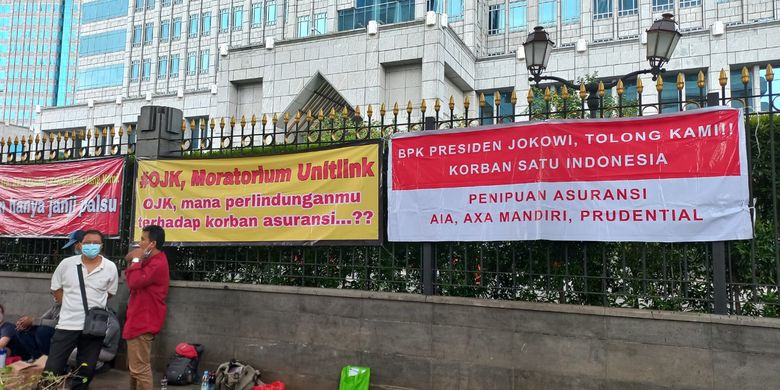 n hanya janji palsu
#OJK, Moratorium Unitlink
OJK, mana perlindunganmu
terhadap korban asuransi...??
BPK PRESIDEN JOKOWI, TOLONG KAMI!!!
KORBAN SATU INDONESIA
PENIPUAN ASURANSI
AIA, AXA MANDIRI, PRUDENTIAL